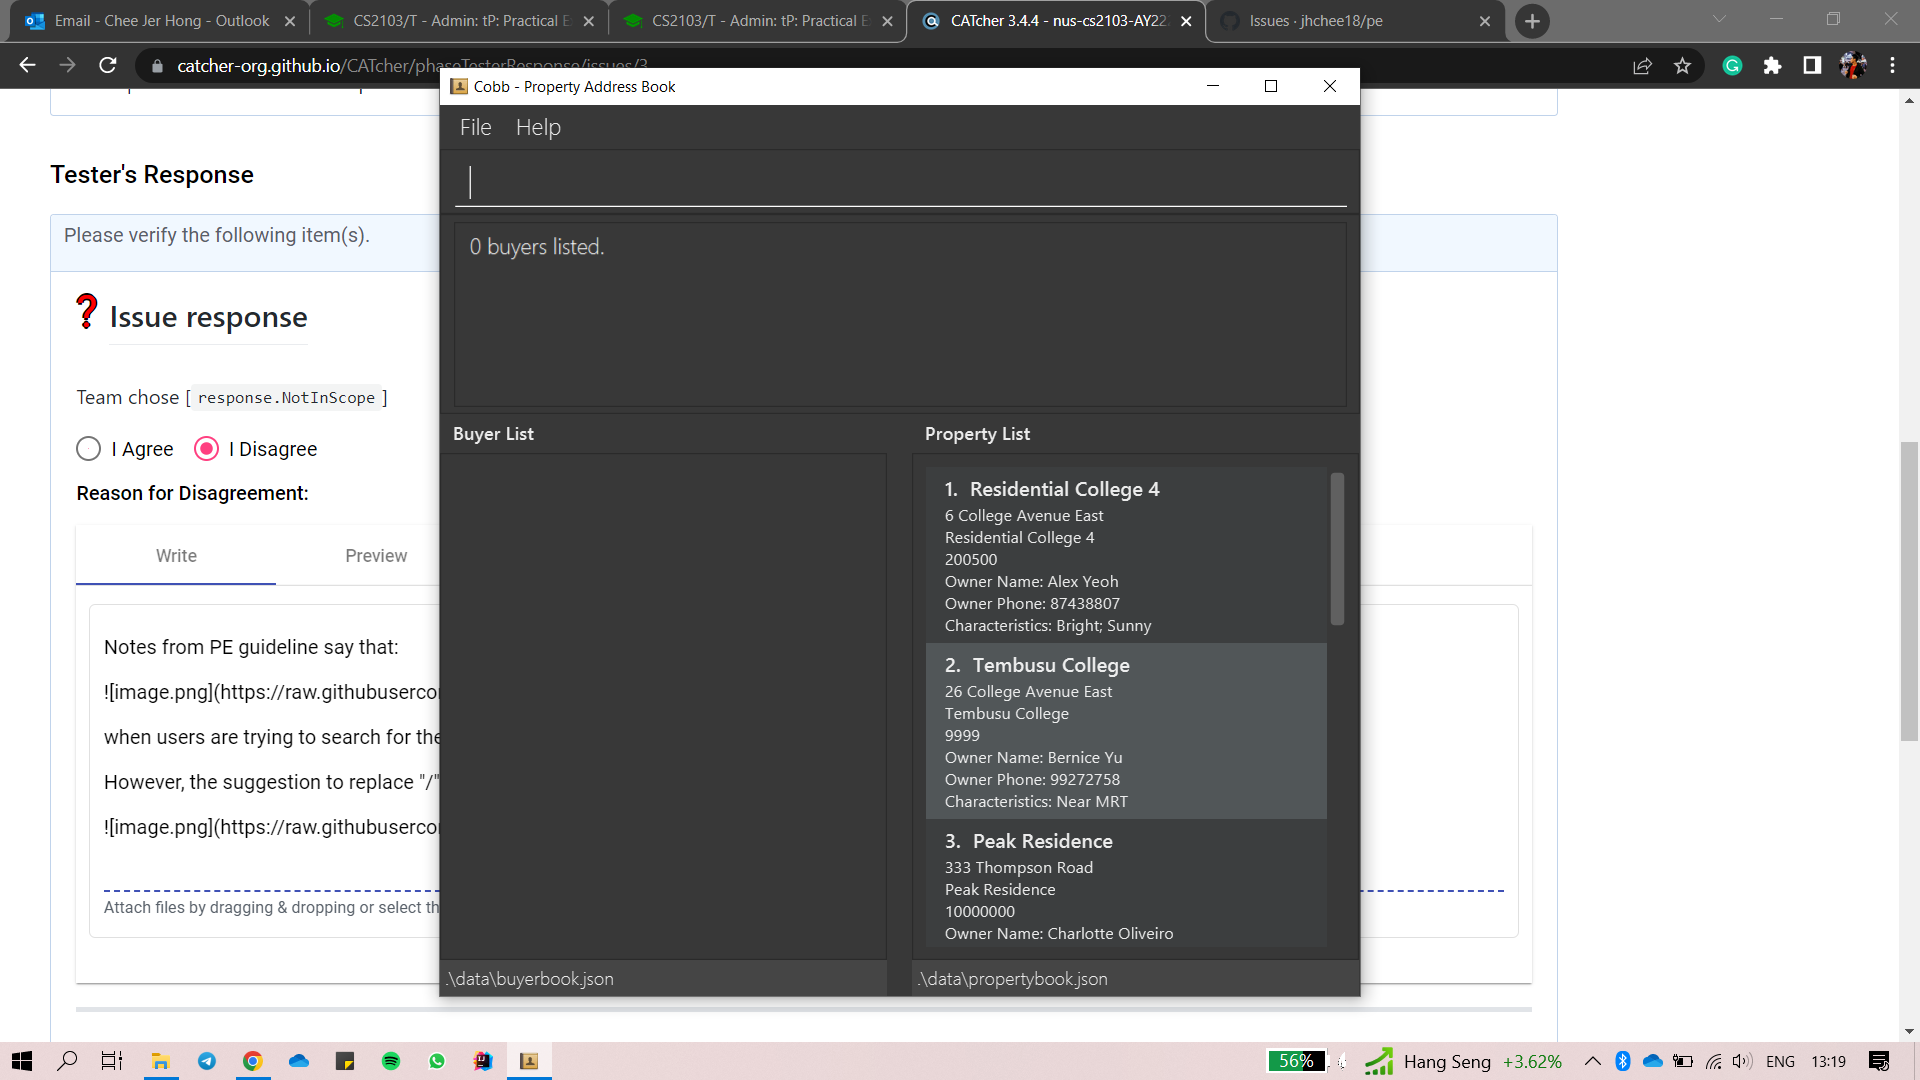 Email - Chee Jer Hong - Outlook
CS2103/T - Admin: tP: Practical E
CS2103/T - Admin: tP: Practical E
CATcher 3.4.4 - nus-cs2103-AY22
Issues · jhchee18/pe
catcher-org.github.io/CATcher/phaseTesterResponse/issues/3
Cobb - Property Address Book
File Help
0 buyers listed.
Buyer List
Property List
1. Residential College 4
6 College Avenue East
Residential College 4
200500
Owner Name: Alex Yeoh
Owner Phone: 87438807
Characteristics: Bright; Sunny
2. Tembusu College
26 College Avenue East
Tembusu College
9999
Owner Name: Bernice Yu
Owner Phone: 99272758
Characteristics: Near MRT
3. Peak Residence
333 Thompson Road
Peak Residence
10000000
Owner Name: Charlotte Oliveiro
.\data\buyerbook.json
.\data\propertybook.json
Tester's Response
Please verify the following item(s).
Issue response
Team chose [ response.NotInScope ]
I Agree I Disagree
Reason for Disagreement:
Write Preview
Notes from PE guideline say that:
![image.png](https://raw.githubuserco
when users are trying to search for the
However, the suggestion to replace "/"
![image.png](https://raw.githubuserco
Attach files by dragging & dropping or select th
56%
Hang Seng +3.62%
ENG
13:19